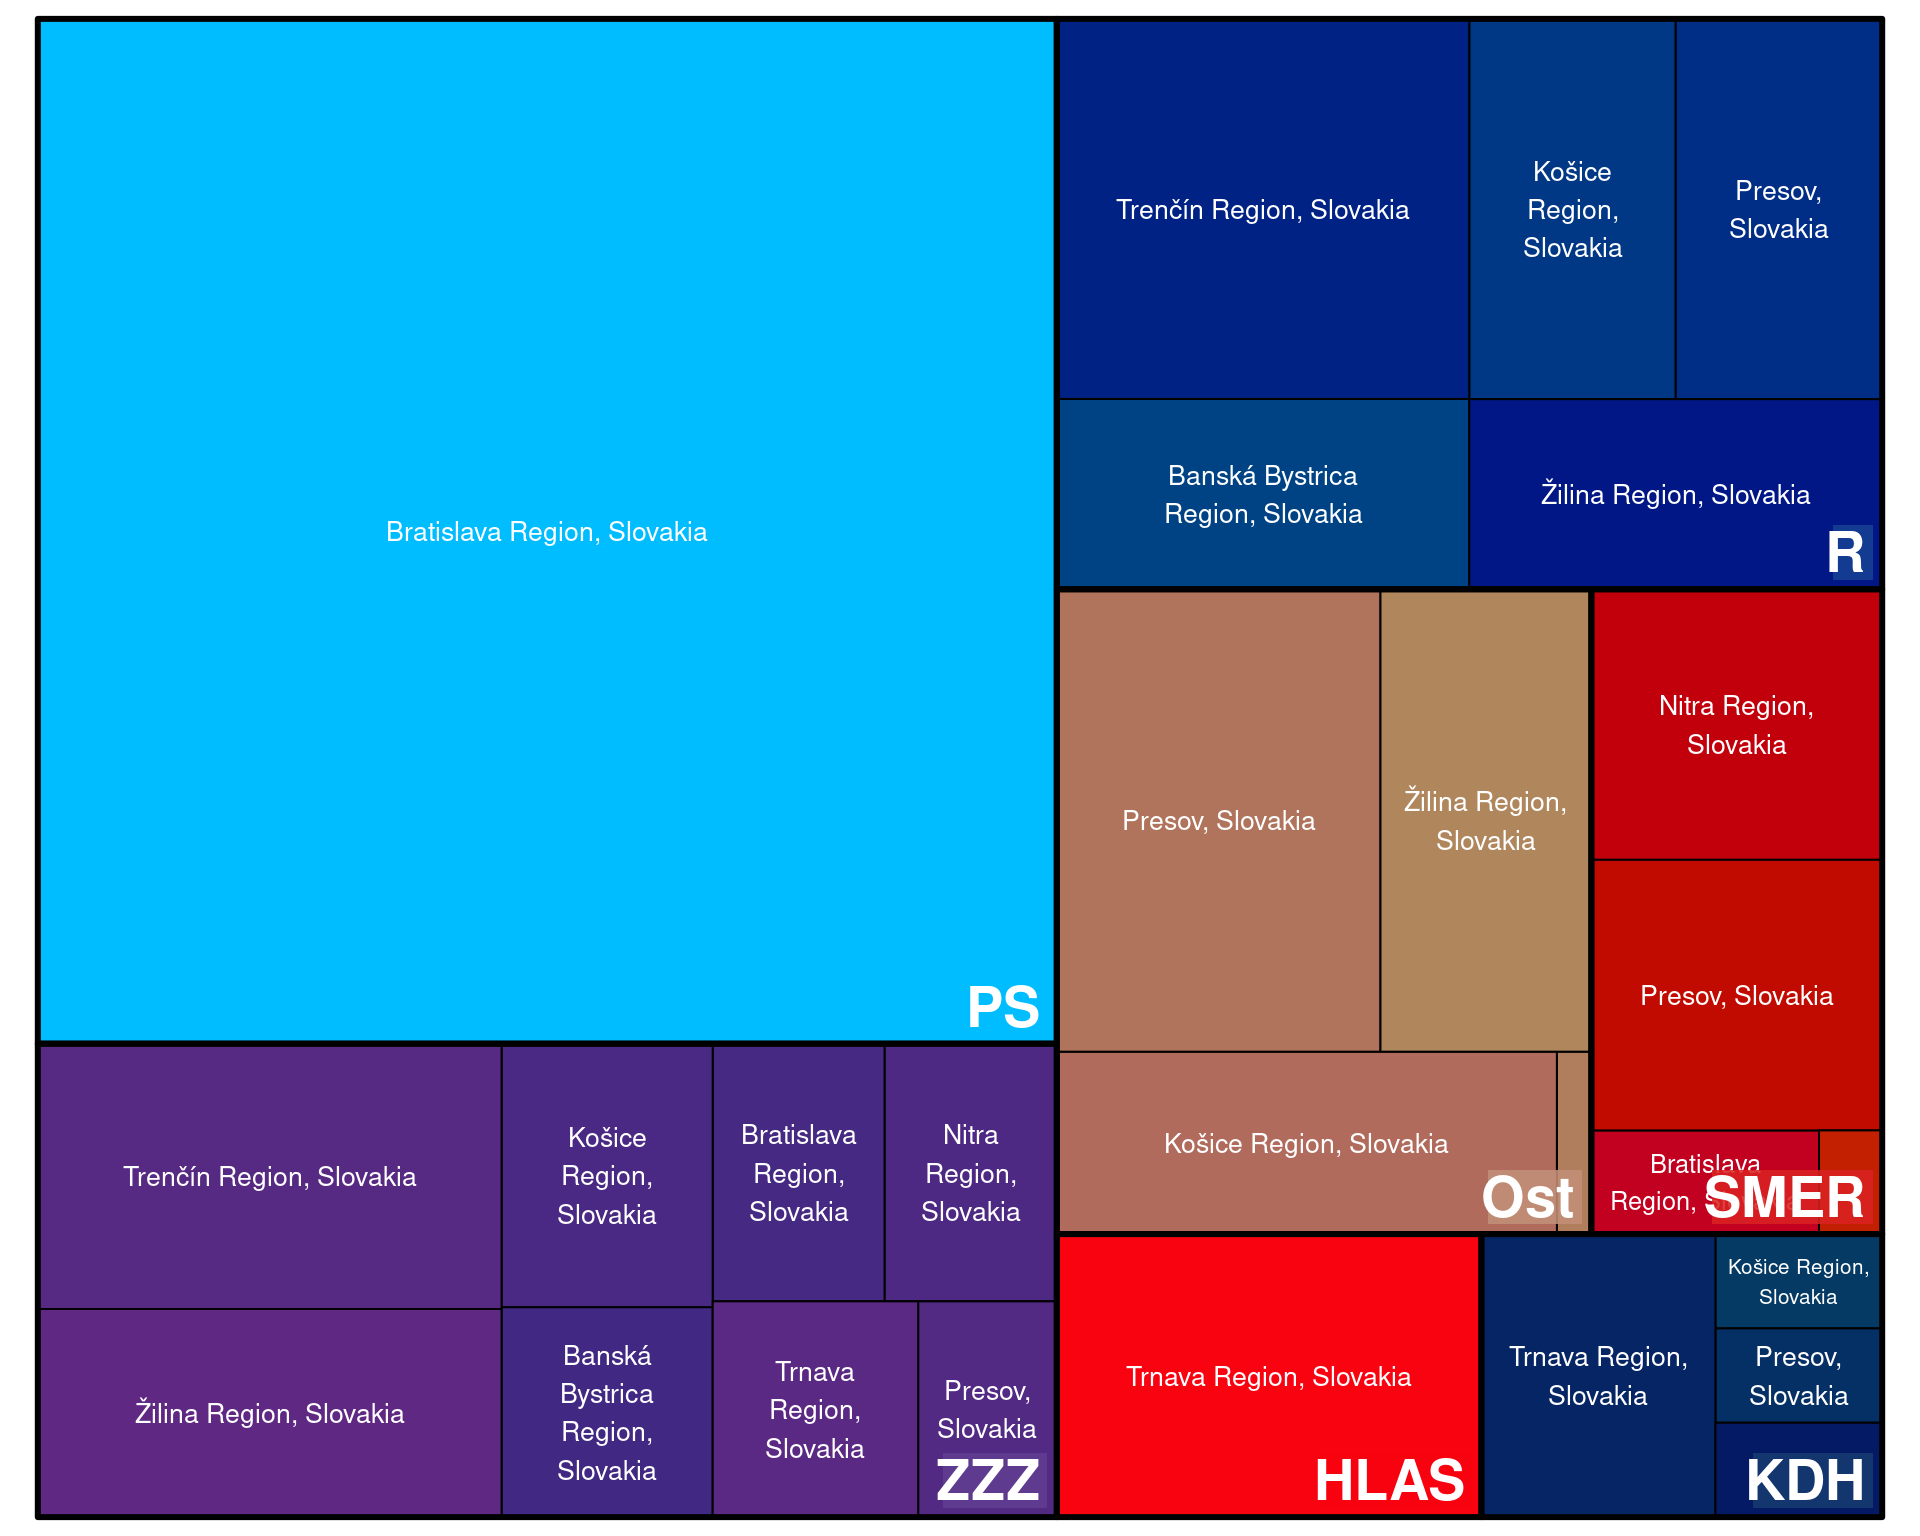 Bratislava Region, Slovakia
PS
Trenčín Region, Slovakia
Košice
Region,
Slovakia
Presov,
Slovakia
Banská Bystrica
Region, Slovakia
Žilina Region, Slovakia
R
Presov, Slovakia
Žilina Region,
Slovakia
Košice Region, Slovakia
Ost
Nitra Region,
Slovakia
Presov, Slovakia
Bratislava
Region,
SMER
Trenčín Region, Slovakia
Žilina Region, Slovakia
Košice
Region,
Slovakia
Banská
Bystrica
Region,
Slovakia
Bratislava
Region,
Slovakia
Nitra
Region,
Slovakia
Trnava
Region,
Slovakia
Presov,
Slovakia
ZZZ
Trnava Region, Slovakia
HLAS
Trnava Region,
Slovakia
Košice Region,
Slovakia
Presov,
Slovakia
KDH